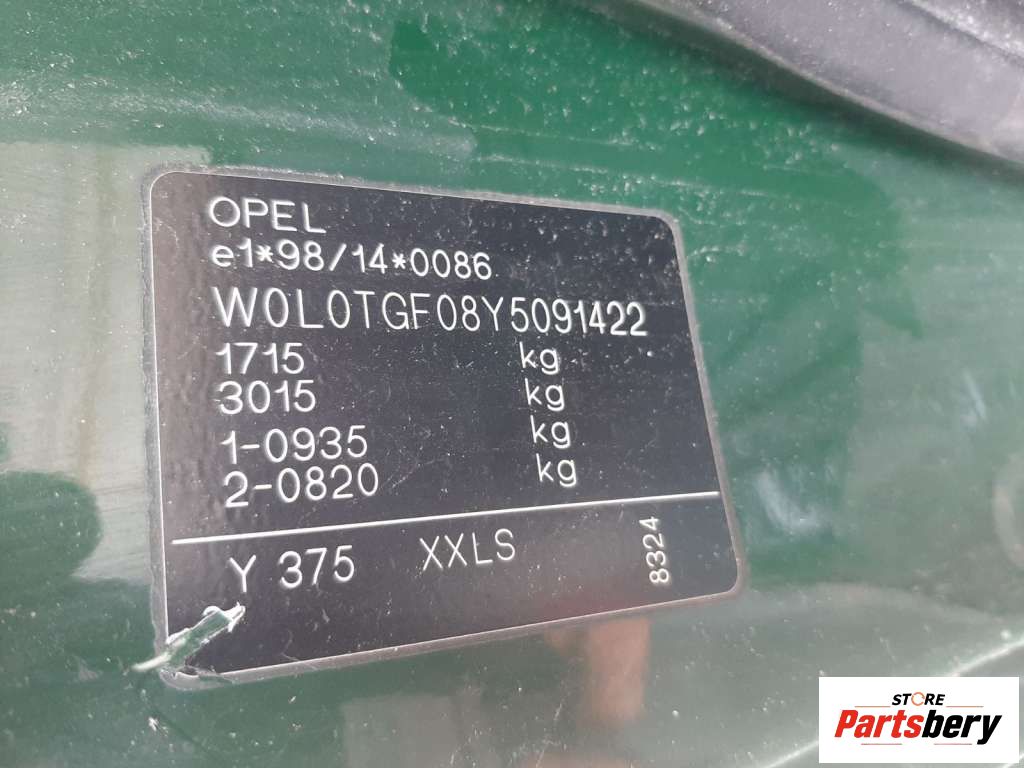 OPEL
e1*98/14*0086
W0L0TGF08Y5091422
1715 kg
3015 kg
1-0935 kg
2-0820 kg
Y 375 XXLS 8324
STORE
Partsbery